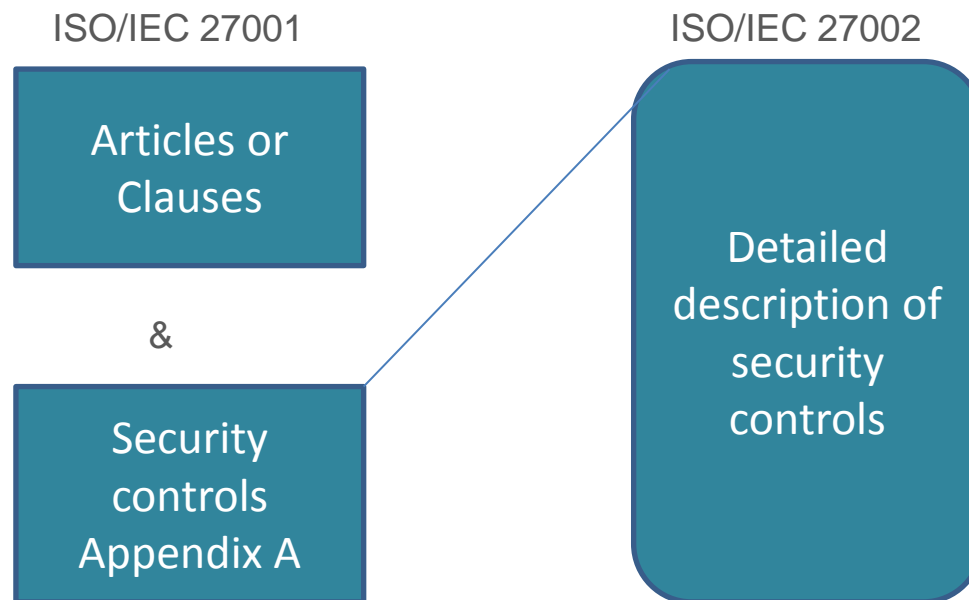 ISO/IEC 27001
Articles or
Clauses
&
Security
controls
Appendix A
ISO/IEC 27002
Detailed
description of
security
controls